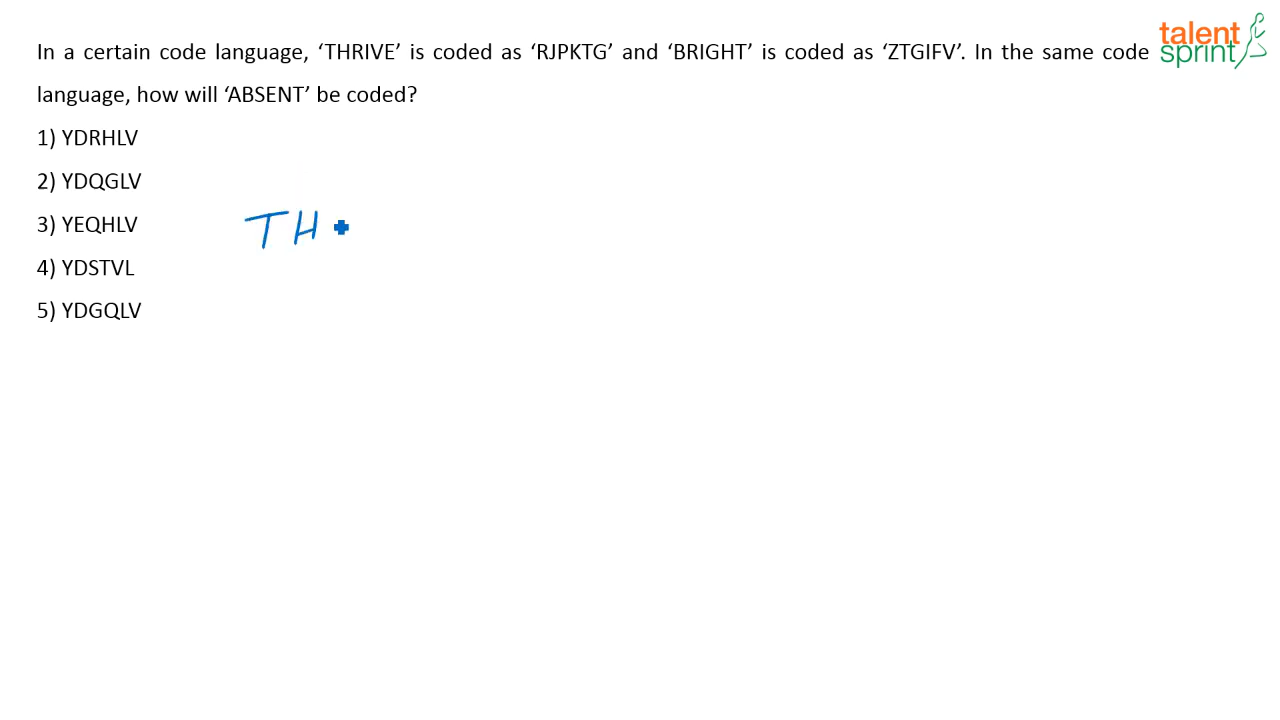 In a certain code language, ‘THRIVE’ is coded as ‘RJPKTG’ and ‘BRIGHT’ is coded as ‘ZTGIFV’. In the same code
language, how will ‘ABSENT’ be coded?
1) YDRHLV
2) YDQGLV
3) YEQHLV
4) YDSTVL
5) YDGQLV
TH
talent
sprint